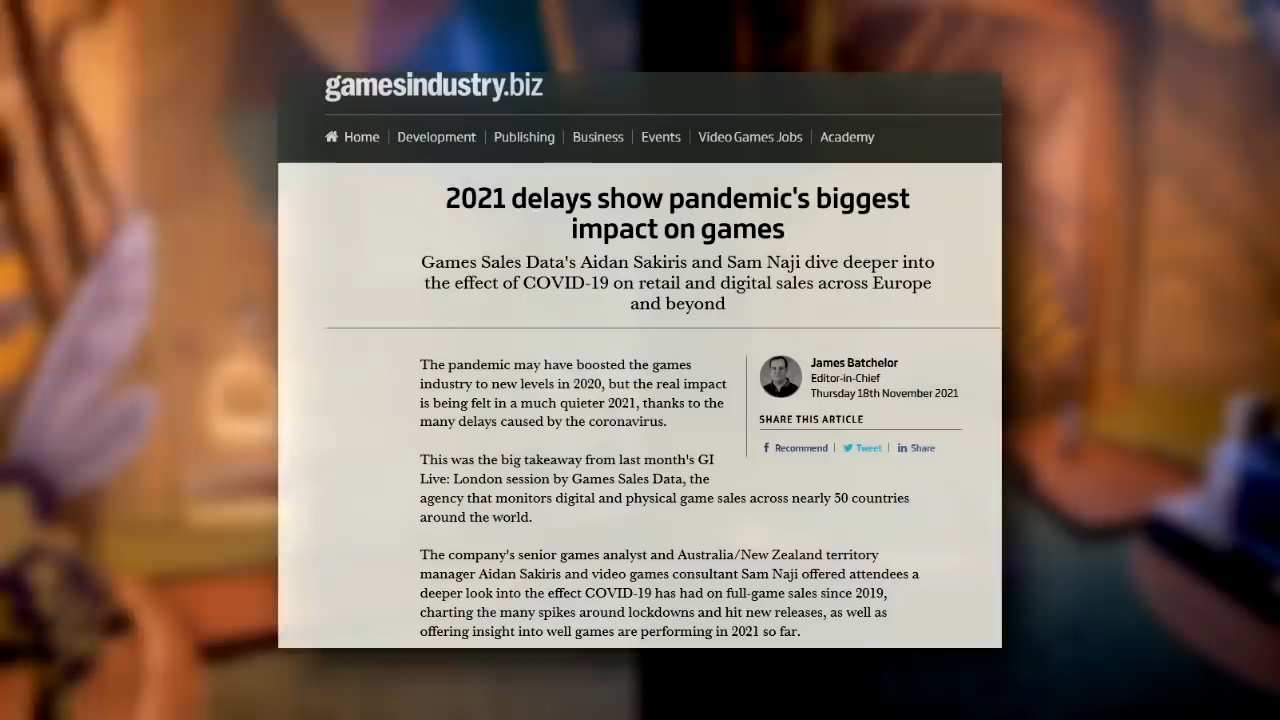 gamesindustry.biz
Home | Development | Publishing | Business | Events | Video Games Jobs | Academy
2021 delays show pandemic's biggest
impact on games
Games Sales Data's Aidan Sakiris and Sam Naji dive deeper into
the effect of COVID-19 on retail and digital sales across Europe
and beyond
The pandemic may have boosted the games
industry to new levels in 2020, but the real impact
is being felt in a much quieter 2021, thanks to the
many delays caused by the coronavirus.
James Batchelor
Editor-in-Chief
Thursday 18th November 2021
SHARE THIS ARTICLE
Recommend | Tweet | Share
This was the big takeaway from last month's GI
Live: London session by Games Sales Data, the
agency that monitors digital and physical game sales across nearly 50 countries
around the world.
The company's senior games analyst and Australia/New Zealand territory
manager Aidan Sakiris and video games consultant Sam Naji offered attendees a
deeper look into the effect COVID-19 has had on full-game sales since 2019,
charting the many spikes around lockdowns and hit new releases, as well as
offering insight into well games are performing in 2021 so far.